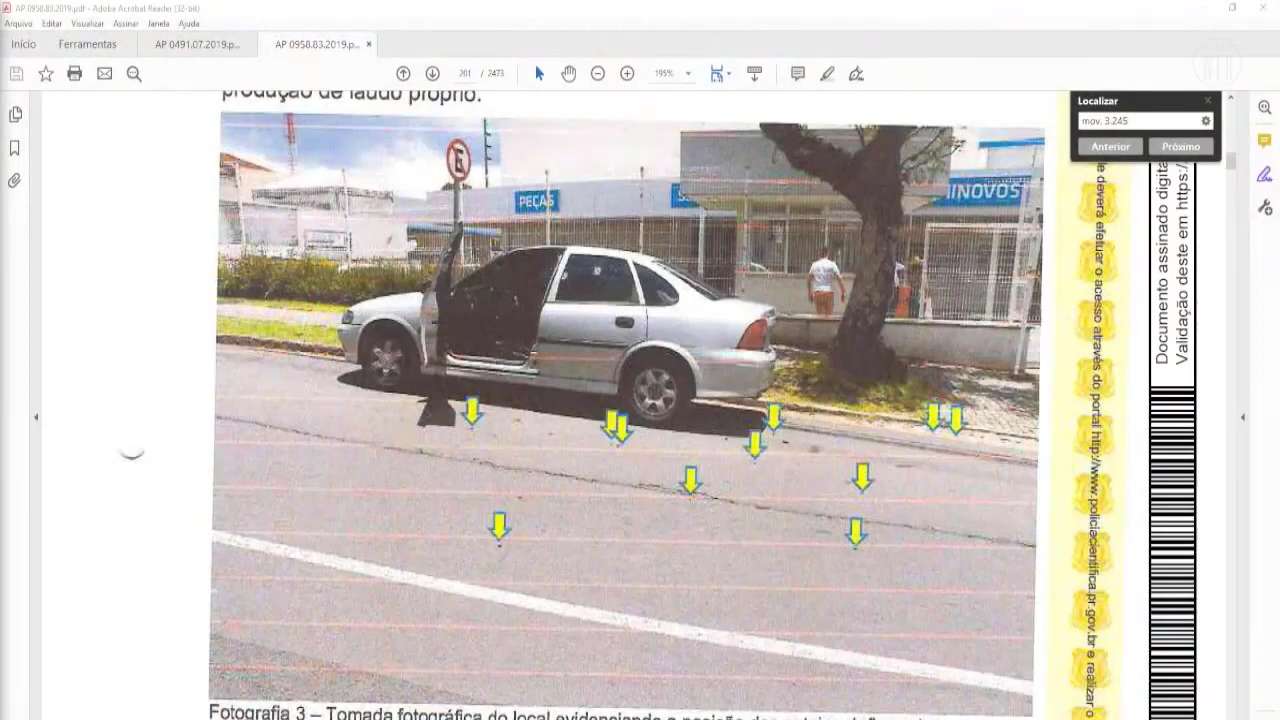 AP 0958.83.2019.pdf - Adobe Acrobat Reader (32-bit)
Arquivo Editar Visualizar Assinar Janela Ajuda
Início Ferramentas AP 0491.07.2019.p... AP 0958.83.2019.p... ×
201 / 2473 195%
Localizar
mov. 3.245
Anterior Próximo
produção de laudo próprio.
PEÇAS
S
MINOVOS
E
Fotografia 3 – Tomada fotográfica do local evidenciando a posição dos
le deverá efetuar o acesso através do portal http://www.policiacientifica.pr.gov.br e realizar o
Documento assinado digita
Validação deste em https:/